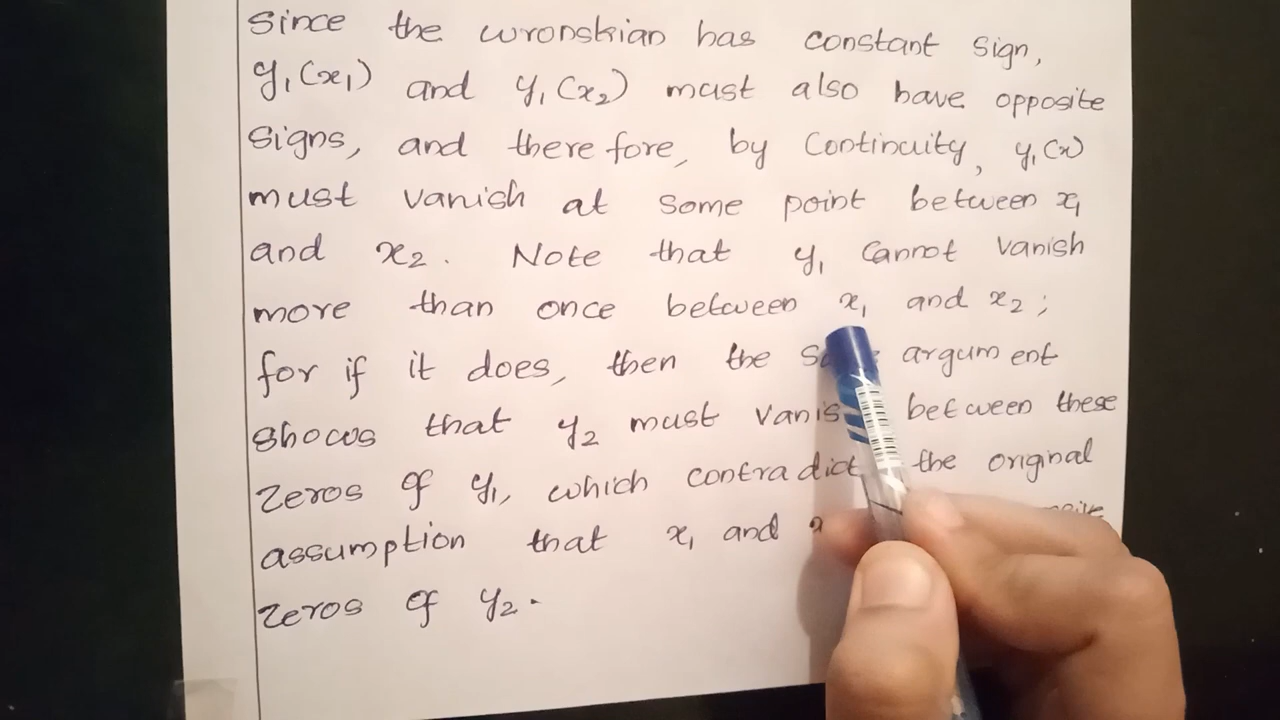 Since the wronskian has constant sign,
y₁(x₁) and y₁(x₂) must also have opposite
signs, and therefore, by Continuity, y₁(x)
must vanish at some point between x₁
and x₂. Note that y₁ cannot vanish
more than once between x₁ and x₂;
for if it does, then the argument
shows that y₂ must vanis between these
zeros of y₁, which contradict the original
assumption that x₁ and
zeros of y₂.